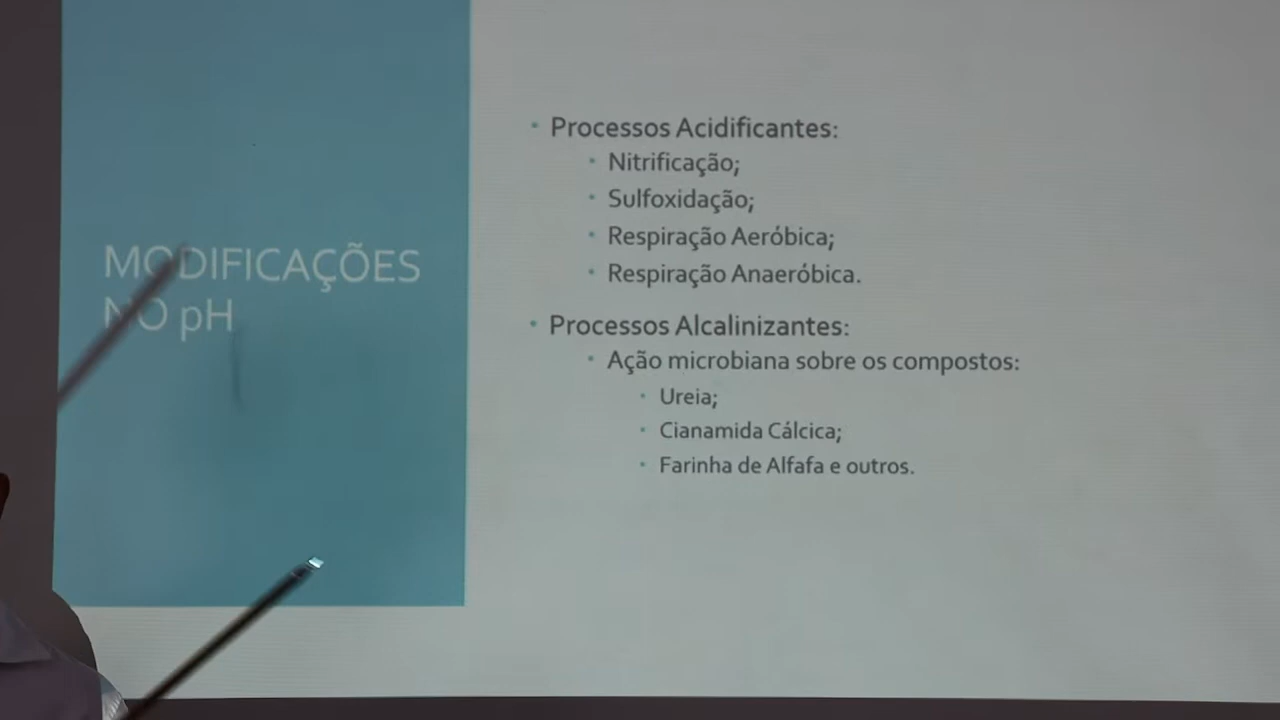 MODIFICAÇÕES
NO pH
Processos Acidificantes:
Nitrificação;
Sulfoxidação;
Respiração Aeróbica;
Respiração Anaeróbica.
Processos Alcalinizantes:
Ação microbiana sobre os compostos:
Ureia;
Cianamida Cálcica;
Farinha de Alfafa e outros.